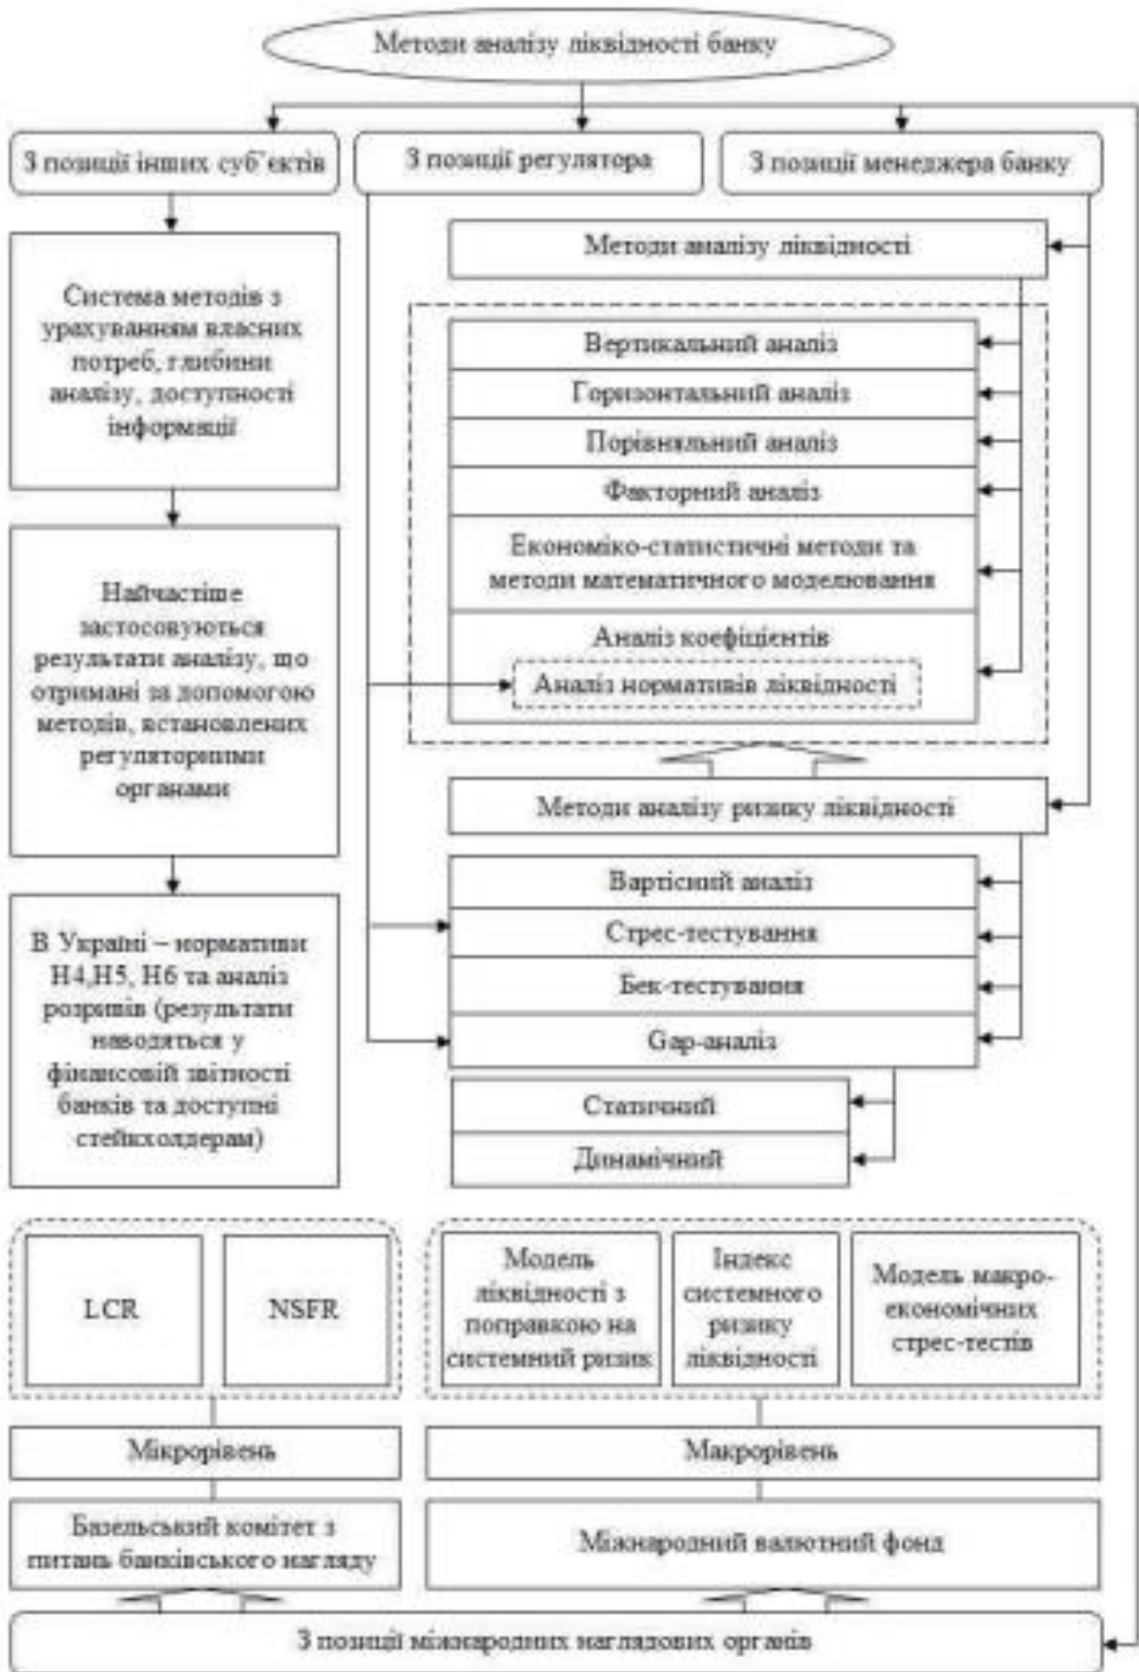 Методи аналізу ліквідності банку
З позиції інших суб`єктів
З позиції регулятора
З позиції менеджера банку
Система методів з
урахуванням власних
потреб, глибини
аналізу, доступності
інформації
Найчастіше
застосовуються
результати аналізу, що
отримані за допомогою
методів, встановлених
регуляторними
органами
В Україні – нормативи
Н4,Н5, Н6 та аналіз
розривів (результати
наводяться у
фінансовій звітності
банків та доступні
стейкхолдерам)
Методи аналізу ліквідності
Вертикальний аналіз
Горизонтальний аналіз
Порівняльний аналіз
Факторний аналіз
Економіко-статистичні методи та
методи математичного моделювання
Аналіз коефіцієнтів
Аналіз нормативів ліквідності
Методи аналізу ризику ліквідності
Вартісний аналіз
Стрес-тестування
Бек-тестування
Gap-аналіз
Статичний
Динамічний
LCR
NSFR
Модель
ліквідності з
поправкою на
системний ризик
Індекс
системного
ризику
ліквідності
Модель макро-
економічних
стрес-тестів
Мікрорівень
Макрорівень
Базельський комітет з
питань банківського нагляду
Міжнародний валютний фонд
З позиції міжнародних наглядових органів